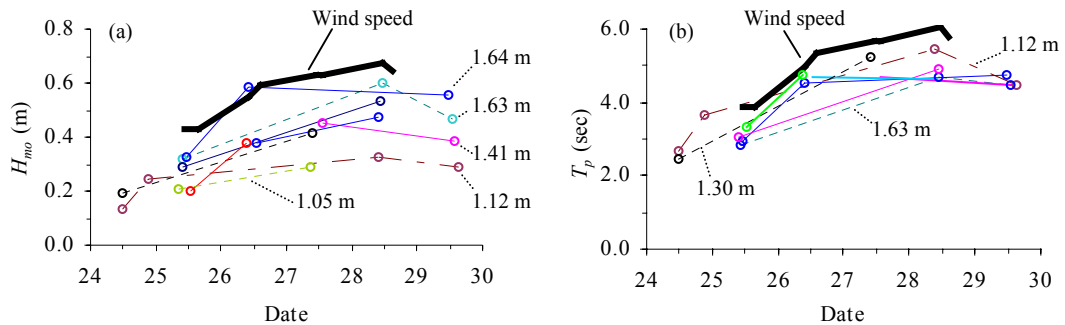 Wind speed
(a)
0.8
0.6
0.4
0.2
0.0
H_mo (m)
1.64 m
1.63 m
1.41 m
1.12 m
1.05 m
24 25 26 27 28 29 30
Date
Wind speed
(b)
6.0
4.0
2.0
0.0
T_p (sec)
1.12 m
1.63 m
1.30 m
24 25 26 27 28 29 30
Date